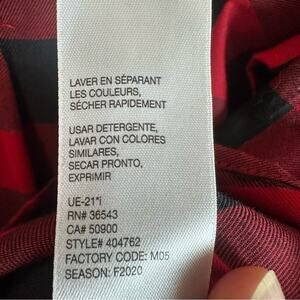 LAVER EN SÉPARANT
LES COULEURS,
SÉCHER RAPIDEMENT
USAR DETERGENTE,
LAVAR CON COLORES
SIMILARES,
SECAR PRONTO,
EXPRIMIR
UE-21*i
RN# 36543
CA# 50900
STYLE# 404762
FACTORY CODE: M05
SEASON: F2020